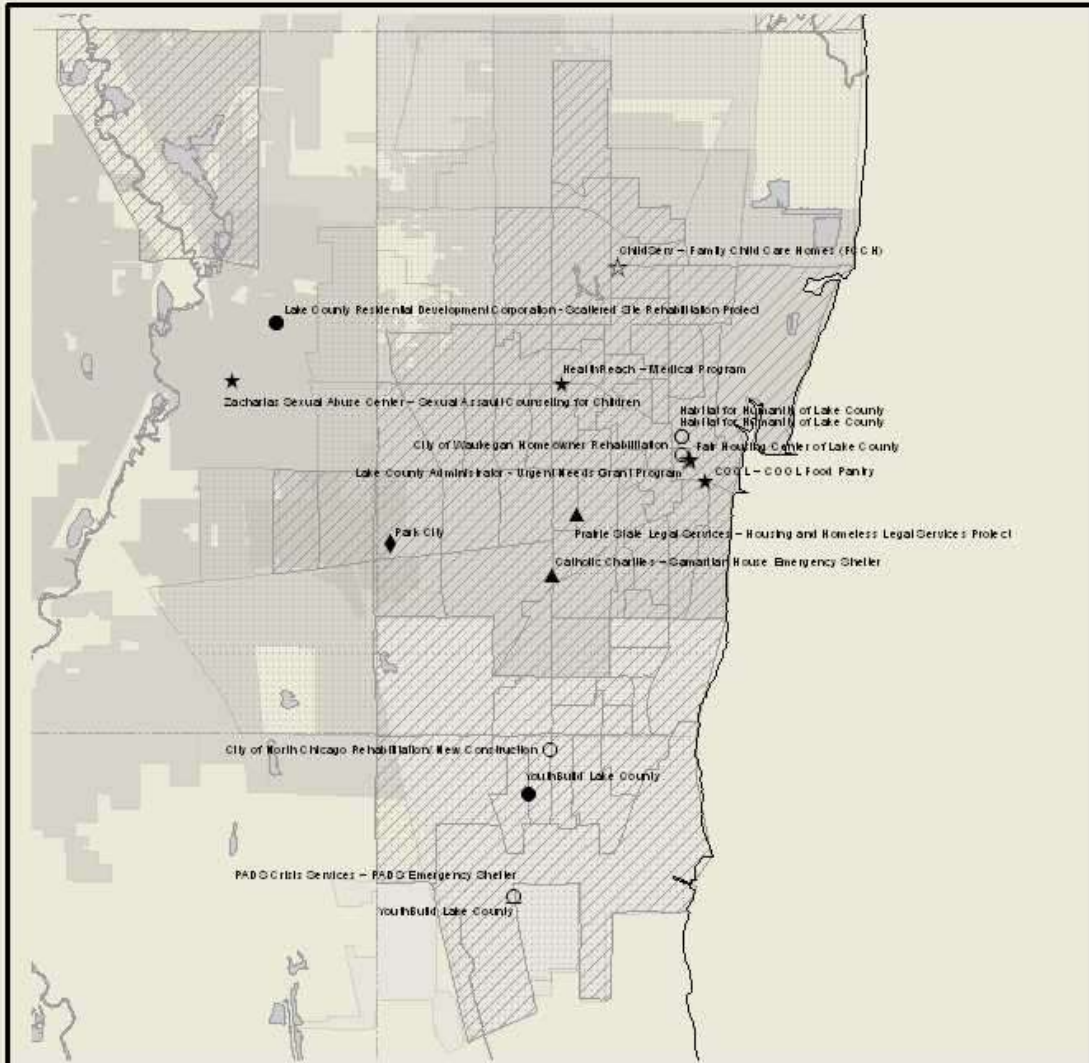 ChildServ – Family Child Care Homes (FCCH)
Lake County Residential Development Corporation - Scattered Site Rehabilitation Project
HealthReach – Medical Program
Zacharias Sexual Abuse Center – Sexual Assault Counseling for Children
Habitat for Humanity of Lake County
Habitat for Humanity of Lake County
City of Waukegan Homeowner Rehabilitation
Fair Housing Center of Lake County
Lake County Administrator - Urgent Needs Grant Program
COOL – COOL Food Pantry
Park City
Prairie State Legal Services – Housing and Homeless Legal Services Project
Catholic Charities – Samaritan House Emergency Shelter
City of North Chicago Rehabilitation/ New Construction
YouthBuild Lake County
PADS Crisis Services – PADS Emergency Shelter
YouthBuild Lake County